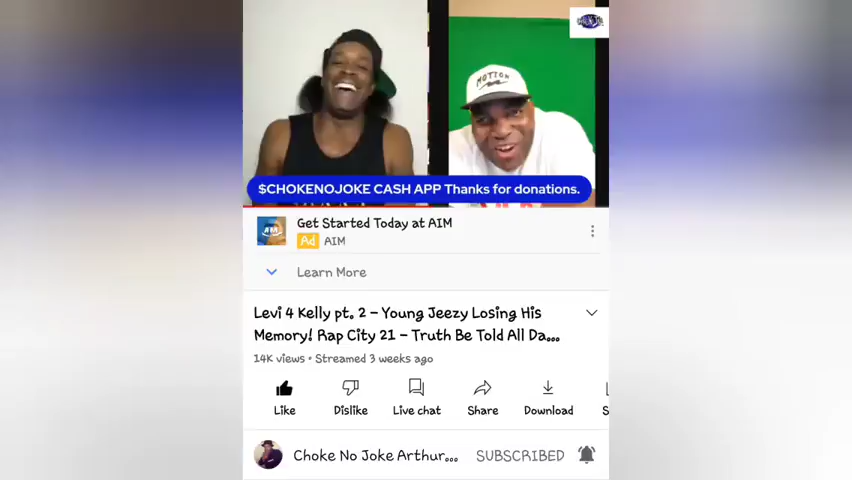 MOTION
$CHOKENOJOKE CASH APP Thanks for donations.
Get Started Today at AIM
Ad AIM
Learn More
Levi 4 Kelly pt. 2 – Young Jeezy Losing His
Memory! Rap City 21 – Truth Be Told All Da...
14K views • Streamed 3 weeks ago
Like Dislike Live chat Share Download S
Choke No Joke Arthur... SUBSCRIBED